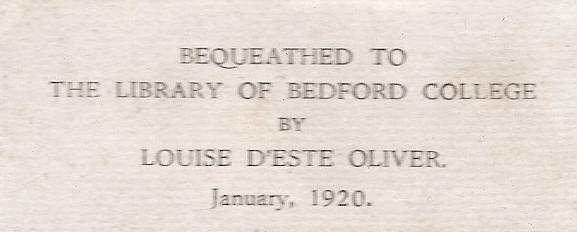 BEQUEATHED TO
THE LIBRARY OF BEDFORD COLLEGE
BY
LOUISE D'ESTE OLIVER.
January, 1920.